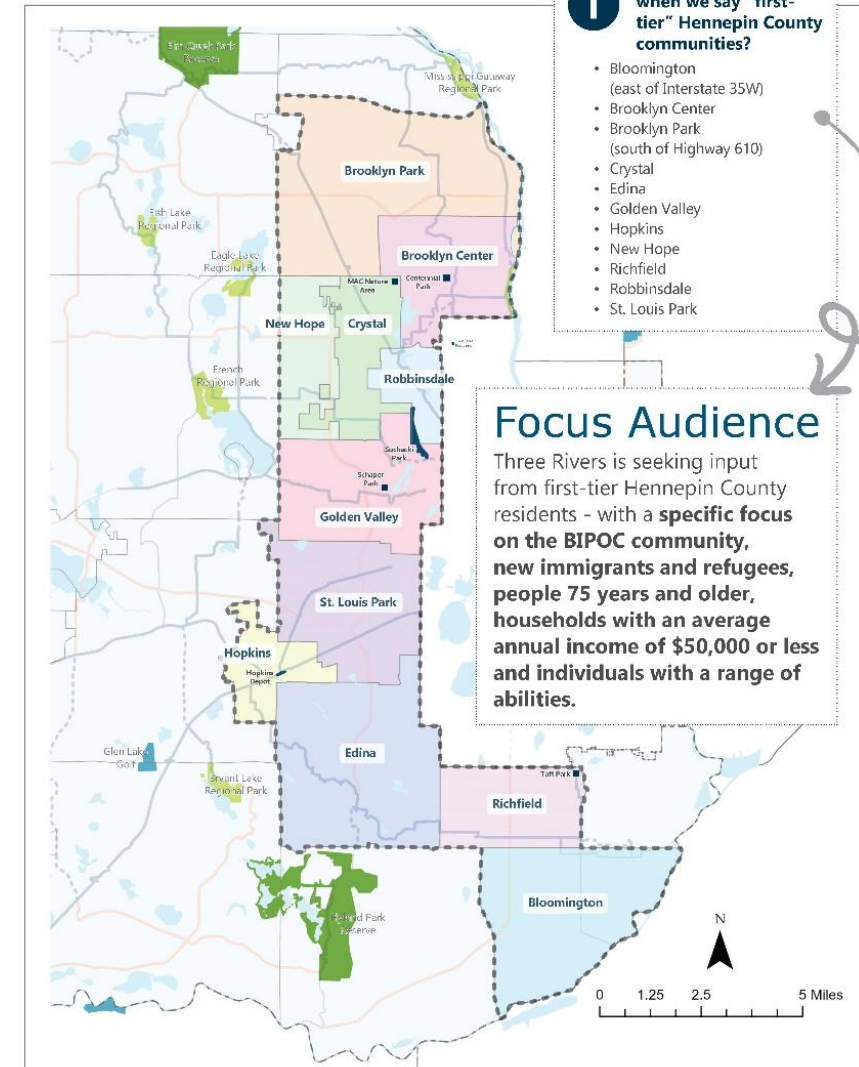 when we say "first-
tier" Hennepin County
communities?
• Bloomington
(east of Interstate 35W)
• Brooklyn Center
• Brooklyn Park
(south of Highway 610)
• Crystal
• Edina
• Golden Valley
• Hopkins
• New Hope
• Richfield
• Robbinsdale
• St. Louis Park
Focus Audience
Three Rivers is seeking input
from first-tier Hennepin County
residents - with a specific focus
on the BIPOC community,
new immigrants and refugees,
people 75 years and older,
households with an average
annual income of $50,000 or less
and individuals with a range of
abilities.
Elm Creek Park
Reserve
Mississippi Gateway
Regional Park
Brooklyn Park
Fish Lake
Regional Park
Eagle Lake
Regional Park
Brooklyn Center
MAC Nature
Area
Centennial
Park
New Hope
Crystal
Robbinsdale
French
Regional Park
Sochacki
Park
Schaper
Park
Golden Valley
St. Louis Park
Hopkins
Hopkins
Depot
Edina
Glen Lake
Golf
Bryant Lake
Regional Park
Taft Park
Richfield
Bloomington
Hyland Park
Reserve
N
0 1.25 2.5 5 Miles